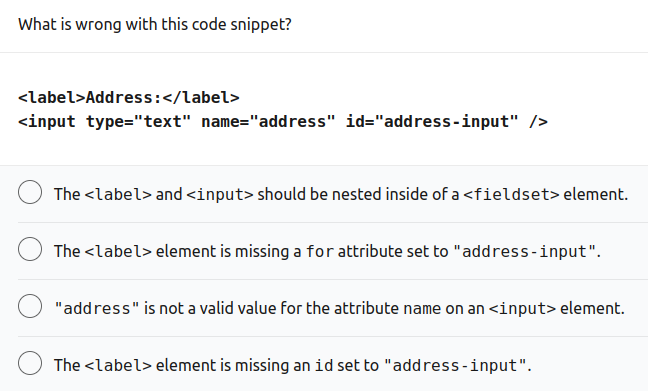 What is wrong with this code snippet?
<label>Address:</label>
<input type="text" name="address" id="address-input" />
The <label> and <input> should be nested inside of a <fieldset> element.
The <label> element is missing a for attribute set to "address-input".
"address" is not a valid value for the attribute name on an <input> element.
The <label> element is missing an id set to "address-input".